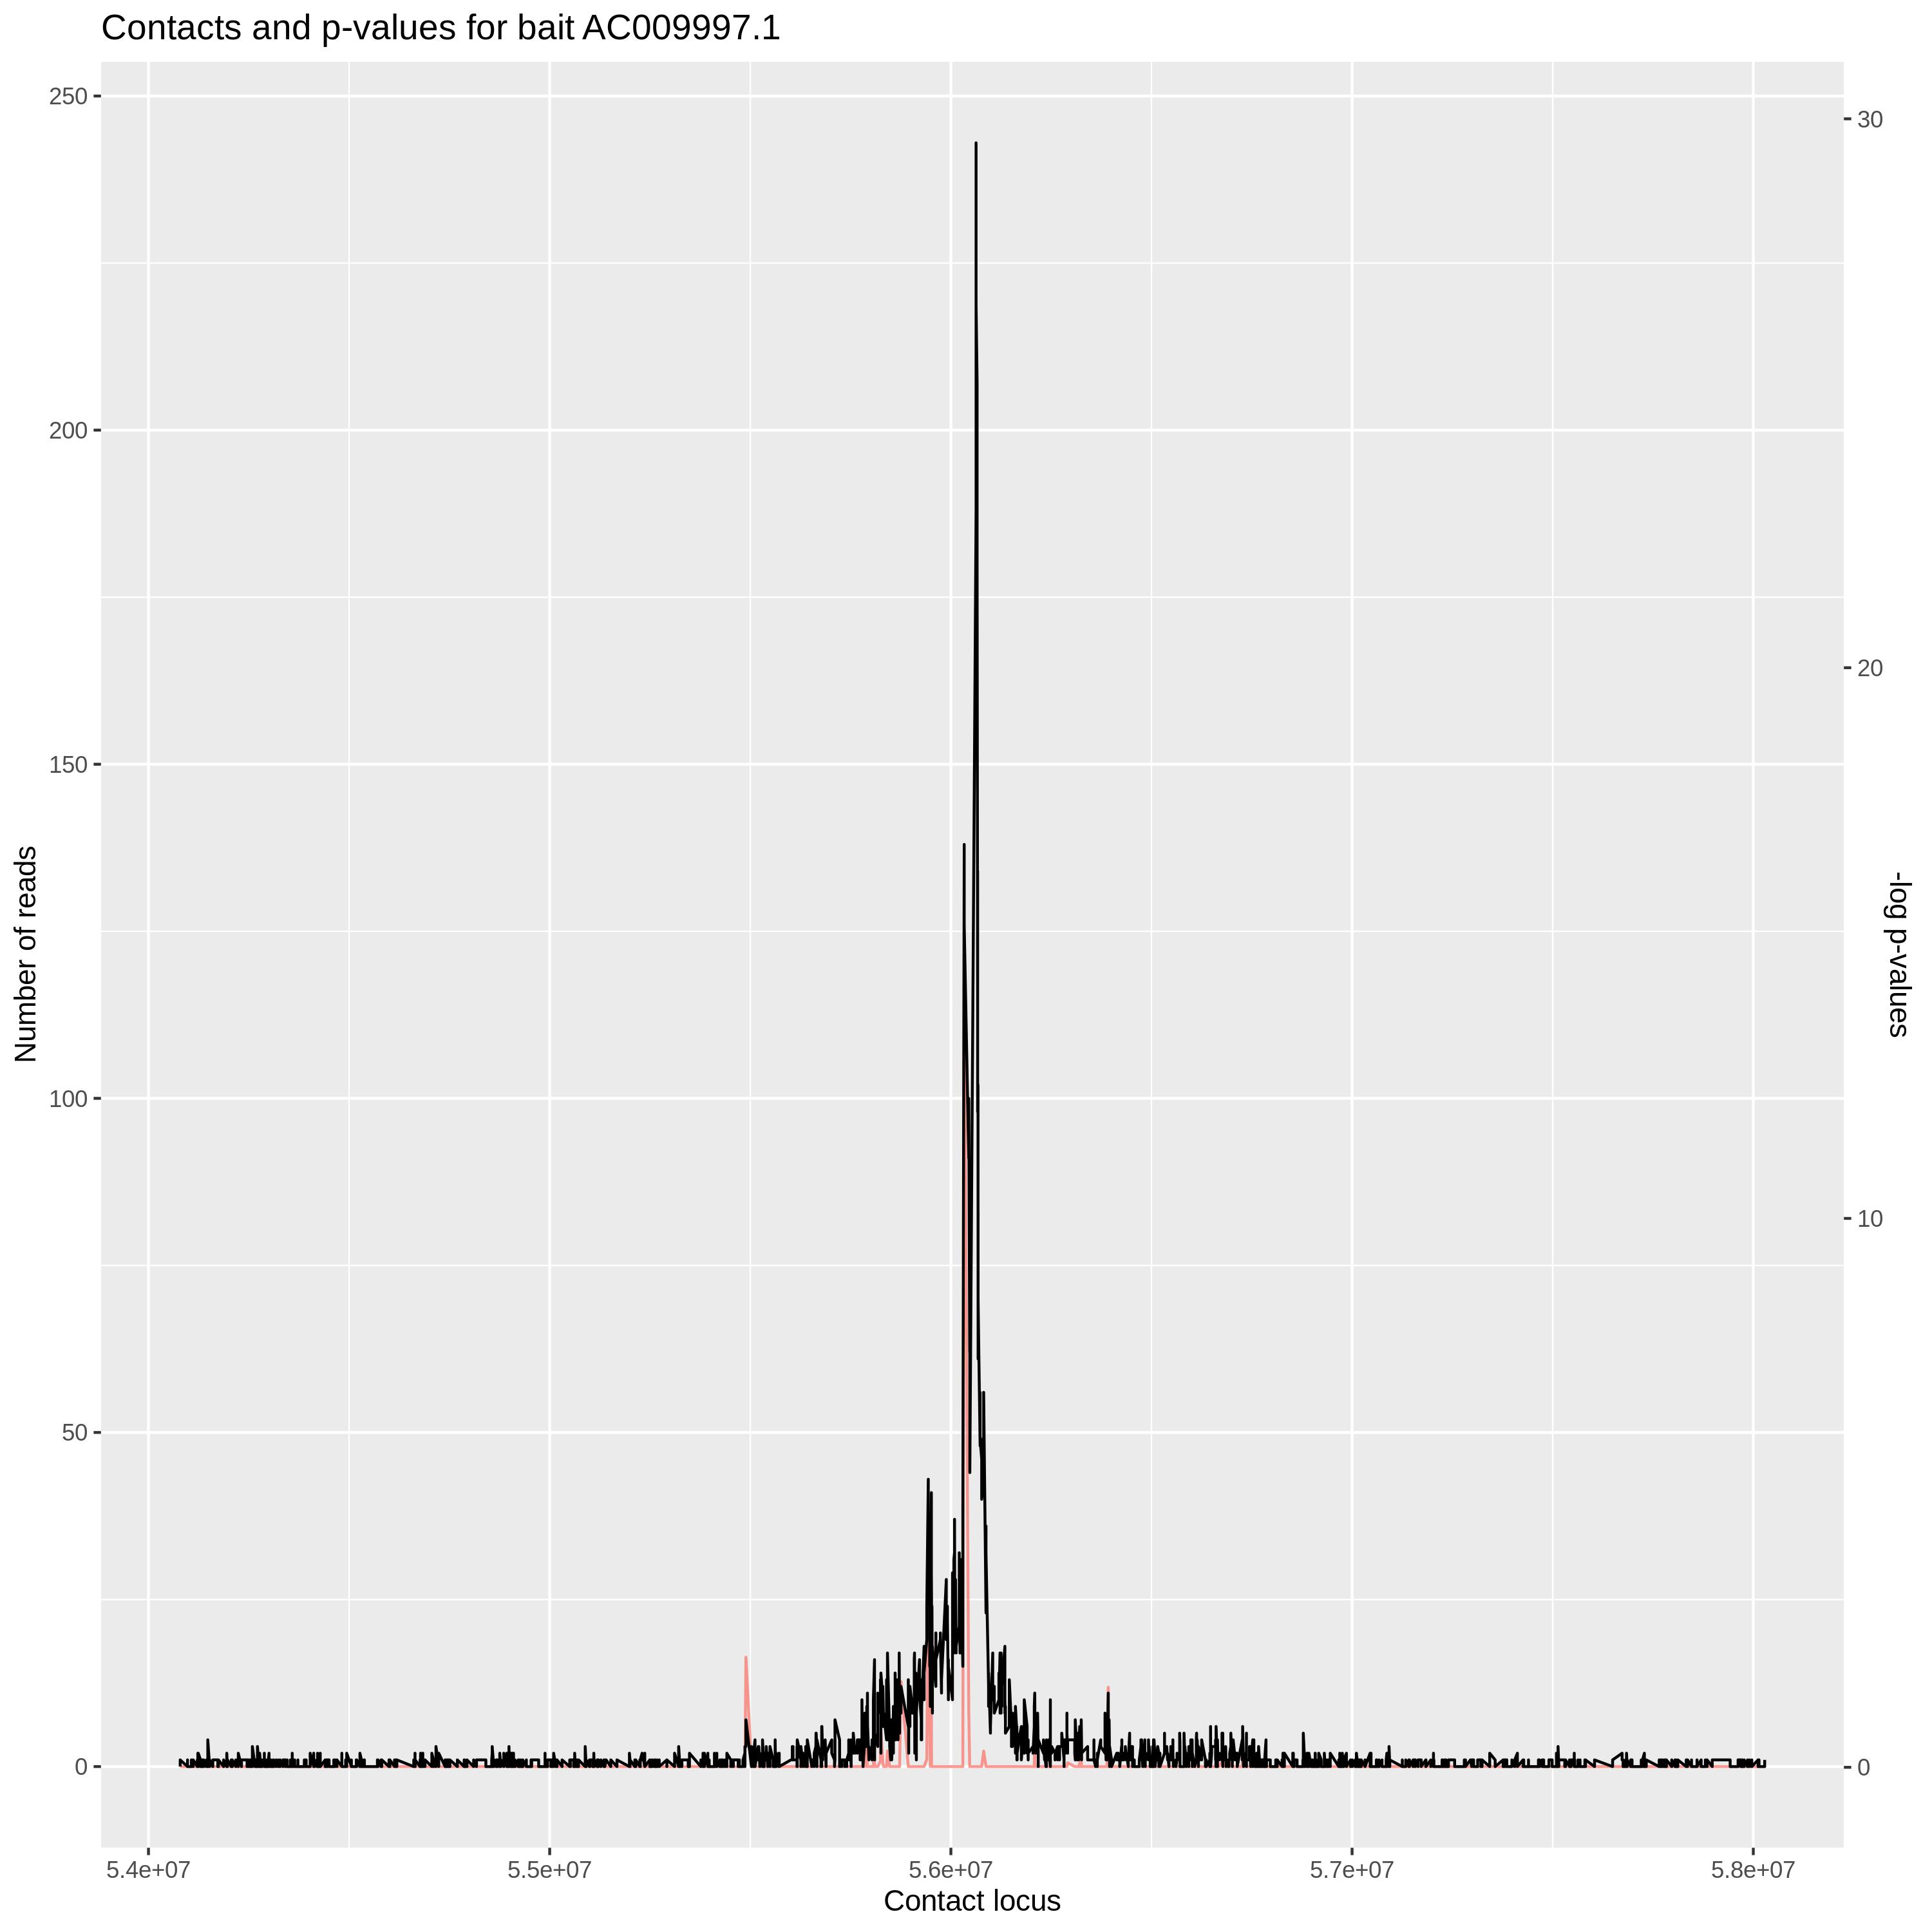 Contacts and p-values for bait AC009997.1
250
200
150
100
50
0
Number of reads
30
20
10
0
-log p-values
5.4e+07
5.5e+07
5.6e+07
5.7e+07
5.8e+07
Contact locus